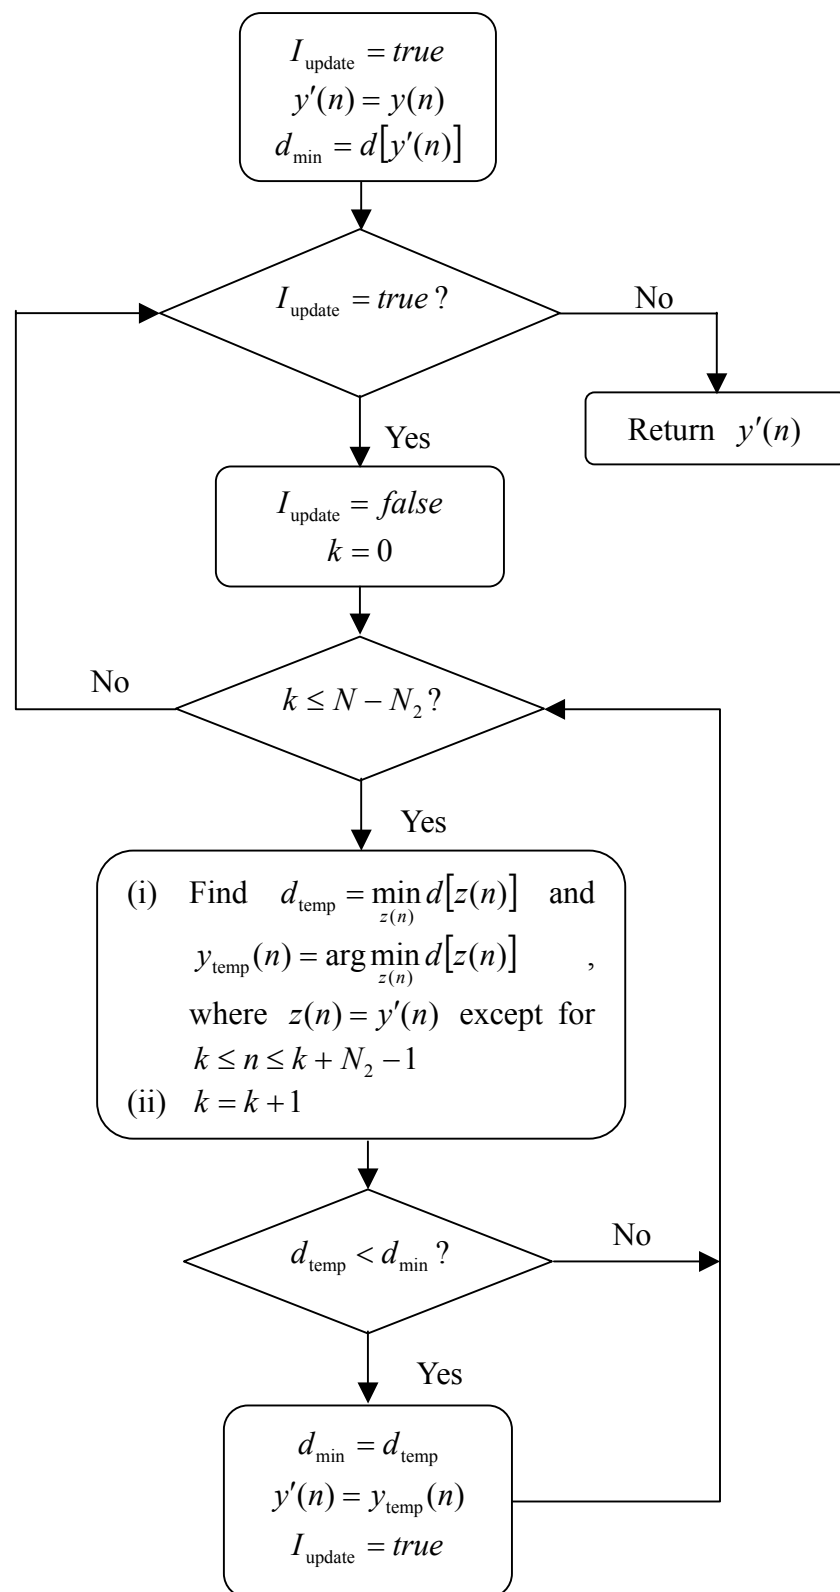 I_update = true
y′(n) = y(n)
d_min = d[y′(n)]
I_update = true ?
No
Return y′(n)
Yes
I_update = false
k = 0
No
k ≤ N − N_2 ?
Yes
(i) Find d_temp = min_{z(n)} d[z(n)] and
y_temp(n) = arg min_{z(n)} d[z(n)] ,
where z(n) = y′(n) except for
k ≤ n ≤ k + N_2 − 1
(ii) k = k + 1
d_temp < d_min ?
No
Yes
d_min = d_temp
y′(n) = y_temp(n)
I_update = true